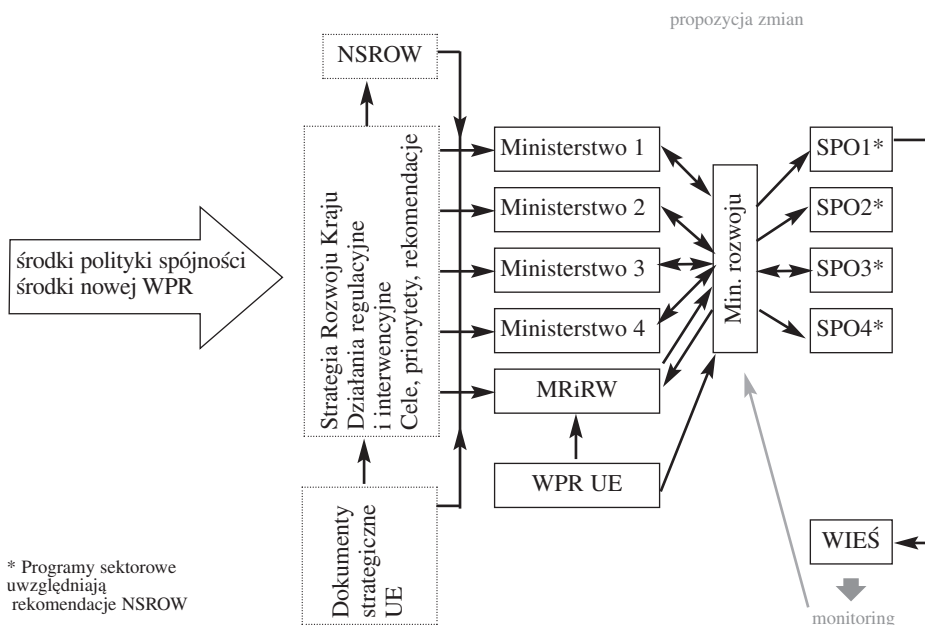 propozycja zmian
NSROW
Ministerstwo 1
Ministerstwo 2
Ministerstwo 3
Ministerstwo 4
MRiRW
WPR UE
środki polityki spójności
środki nowej WPR
Strategia Rozwoju Kraju
Działania regulacyjne
i interwencyjne
Cele, priorytety, rekomendacje
Dokumenty
strategiczne
UE
Min. rozwoju
SPO1*
SPO2*
SPO3*
SPO4*
WIEŚ
monitoring
* Programy sektorowe
uwzględniają
rekomendacje NSROW